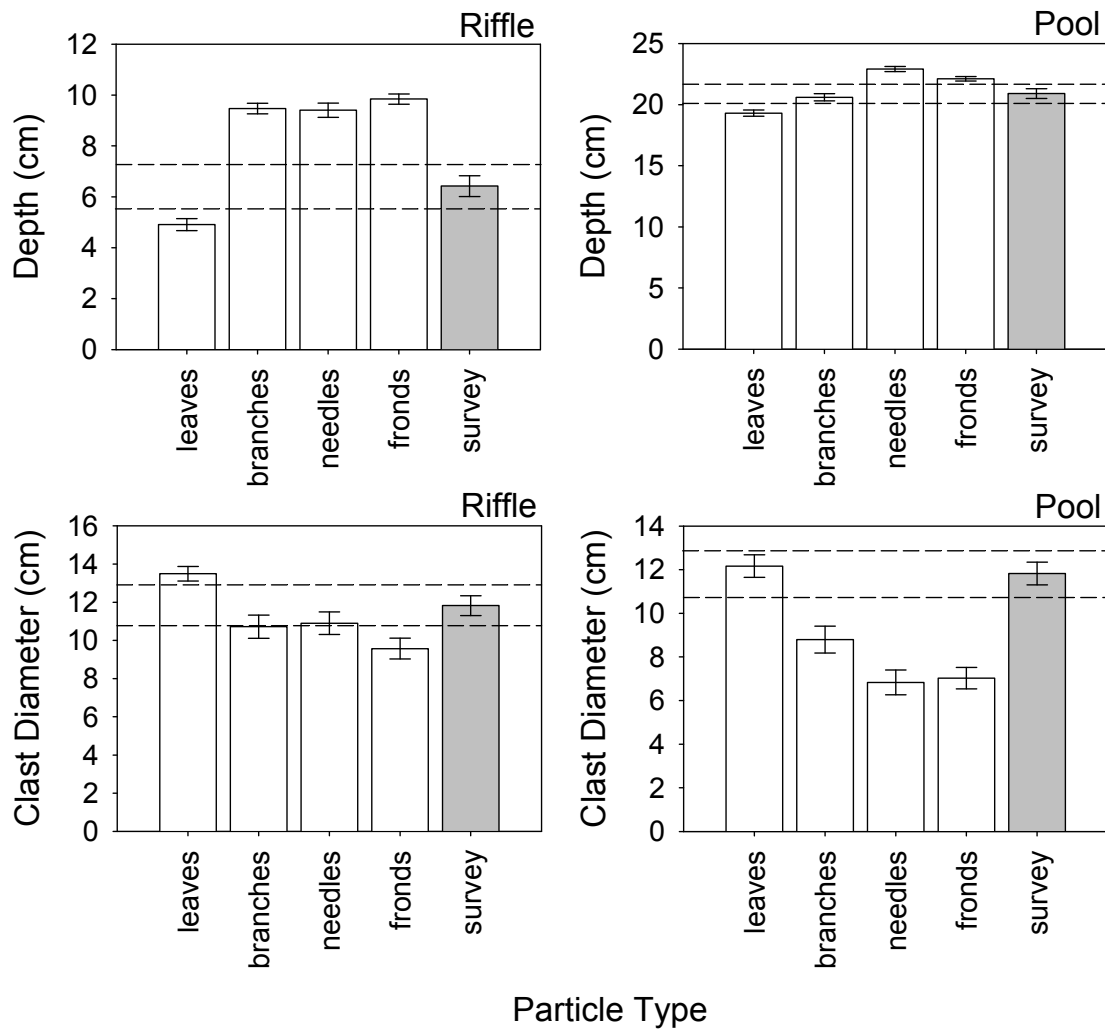 Riffle
Depth (cm)
12
10
8
6
4
2
0
leaves
branches
needles
fronds
survey
Pool
Depth (cm)
25
20
15
10
5
0
leaves
branches
needles
fronds
survey
Riffle
Clast Diameter (cm)
16
14
12
10
8
6
4
2
0
leaves
branches
needles
fronds
survey
Pool
Clast Diameter (cm)
14
12
10
8
6
4
2
0
leaves
branches
needles
fronds
survey
Particle Type